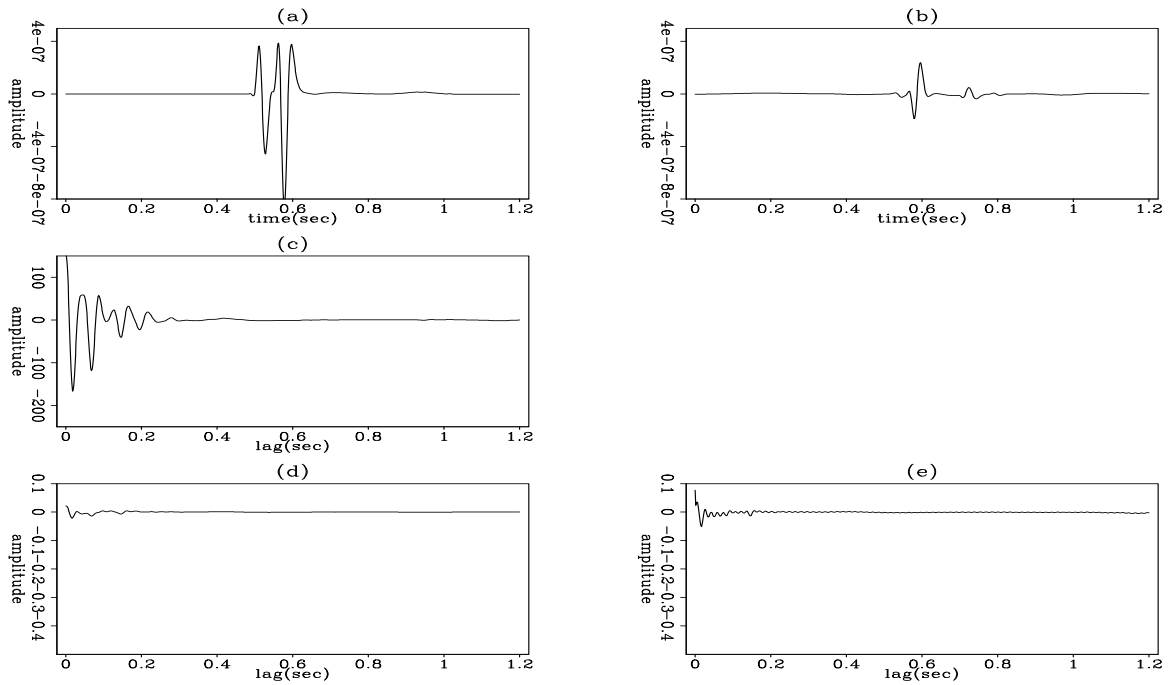 (a)
4e-07
0
-4e-07
-8e-07
amplitude
0 0.2 0.4 0.6 0.8 1 1.2
time(sec)
(b)
4e-07
0
-4e-07
-8e-07
amplitude
0 0.2 0.4 0.6 0.8 1 1.2
time(sec)
(c)
100
0
-100
-200
amplitude
0 0.2 0.4 0.6 0.8 1 1.2
lag(sec)
(d)
0.1
0
-0.1
-0.2
-0.3
-0.4
amplitude
0 0.2 0.4 0.6 0.8 1 1.2
lag(sec)
(e)
0.1
0
-0.1
-0.2
-0.3
-0.4
amplitude
0 0.2 0.4 0.6 0.8 1 1.2
lag(sec)